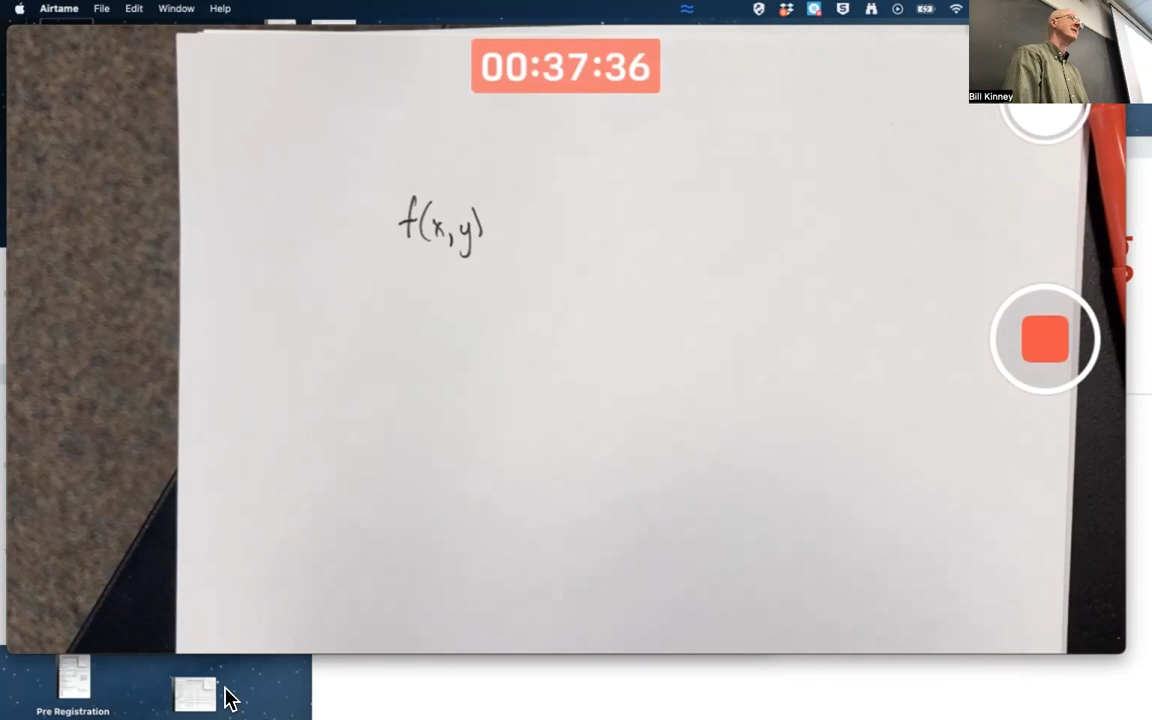 Airtame File Edit Window Help
00:37:36
Bill Kinney
f(x,y)
Pre Registration